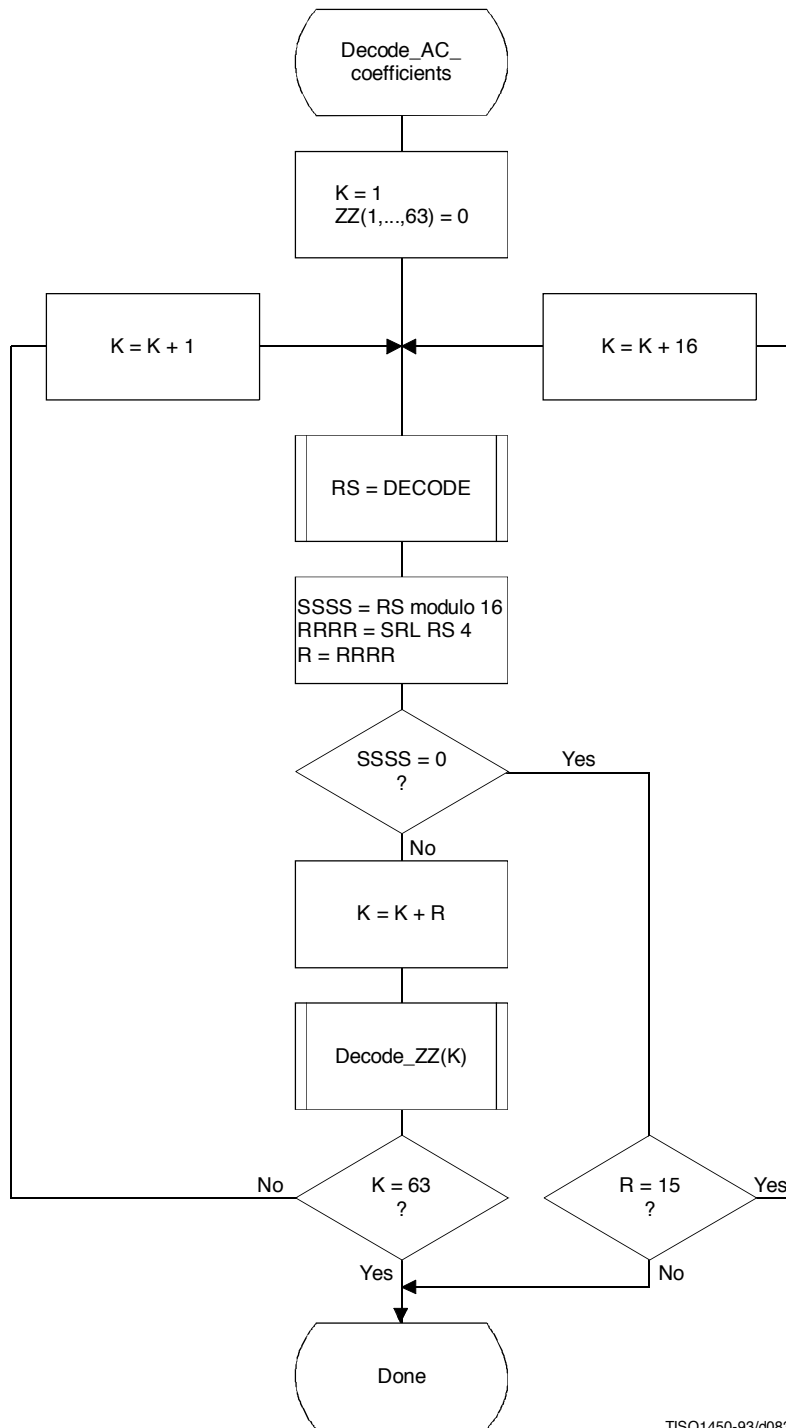 Decode_AC_
coefficients
K = 1
ZZ(1,...,63) = 0
K = K + 1
K = K + 16
RS = DECODE
SSSS = RS modulo 16
RRRR = SRL RS 4
R = RRRR
SSSS = 0
?
Yes
No
K = K + R
Decode_ZZ(K)
No
K = 63
?
R = 15
?
Yes
Yes
No
Done